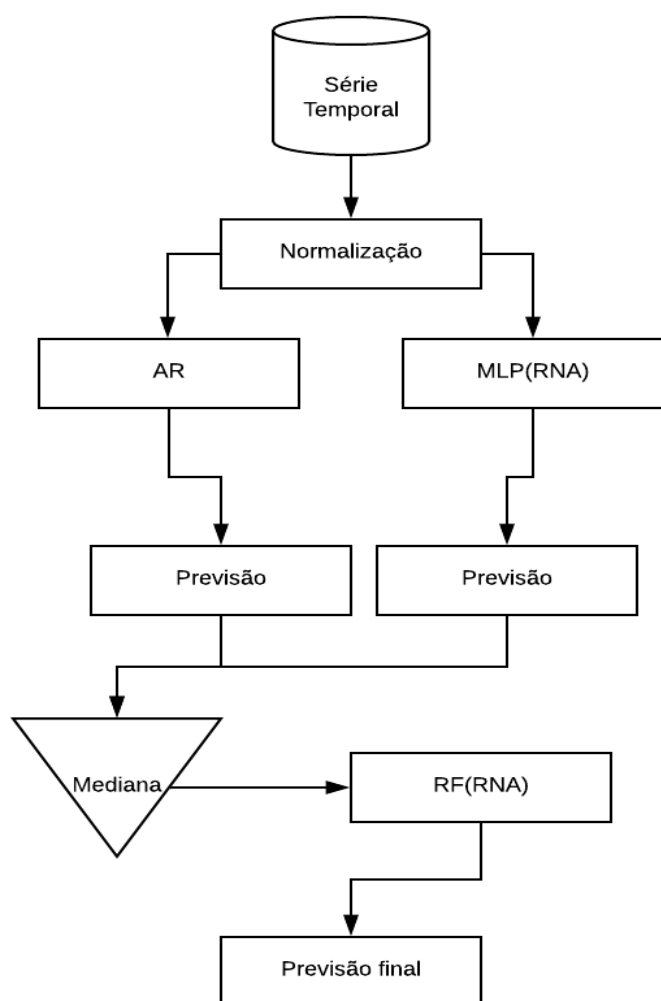 Série
Temporal
Normalização
AR
MLP(RNA)
Previsão
Previsão
Mediana
RF(RNA)
Previsão final